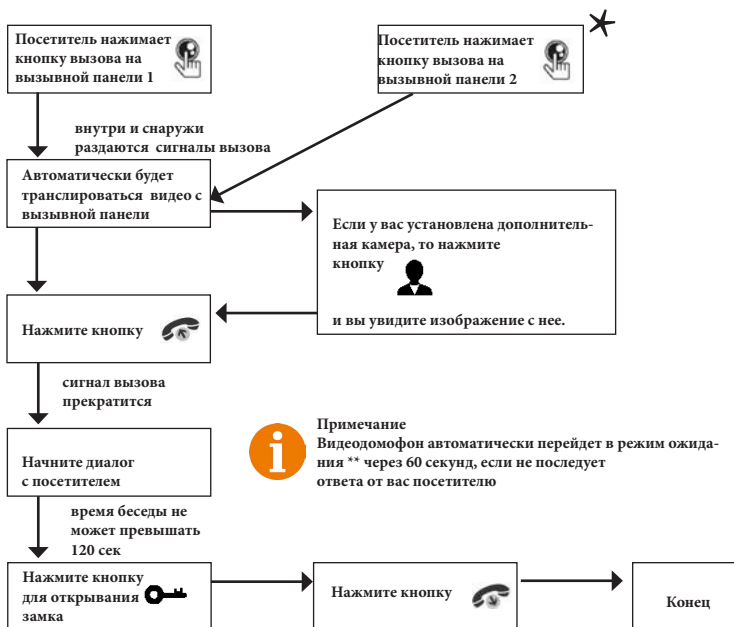 Посетитель нажимает
кнопку вызова на
вызывной панели 1
Посетитель нажимает
кнопку вызова на
вызывной панели 2
внутри и снаружи
раздаются сигналы вызова
Автоматически будет
транслироваться видео с
вызывной панели
Если у вас установлена дополнитель-
ная камера, то нажмите
кнопку
и вы увидите изображение с нее.
Нажмите кнопку
сигнал вызова
прекратится
Примечание
Видеодомофон автоматически перейдет в режим ожида-
ния ** через 60 секунд, если не последует
ответа от вас посетителю
Начните диалог
с посетителем
время беседы не
может превышать
120 сек
Нажмите кнопку
для открывания
замка
Нажмите кнопку
Конец